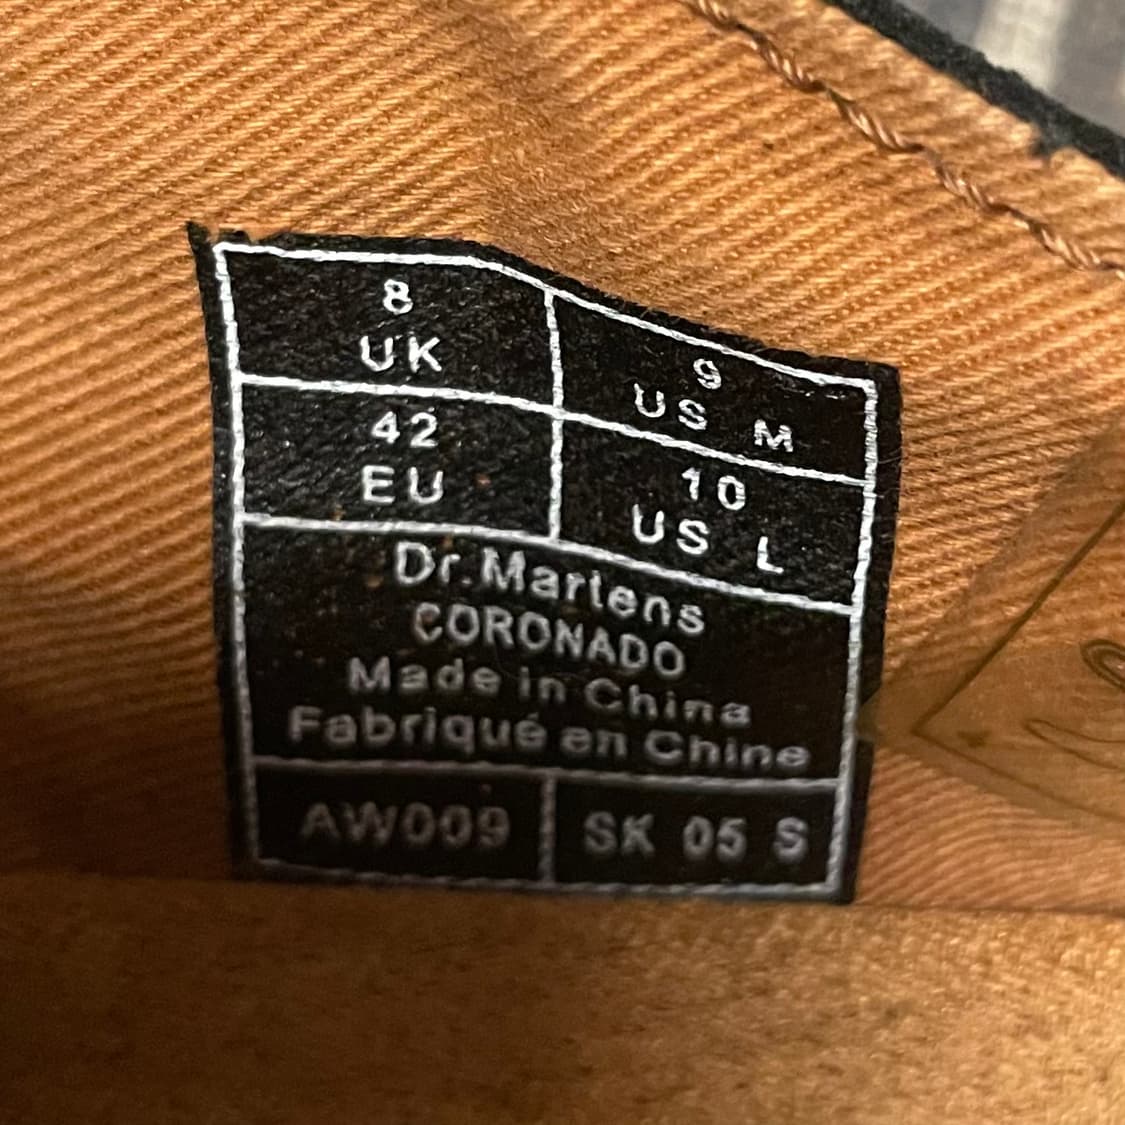 8
UK
9
US M
42
EU
10
US L
Dr.Martens
CORONADO
Made in China
Fabriqué en Chine
AW009
SK 05 S